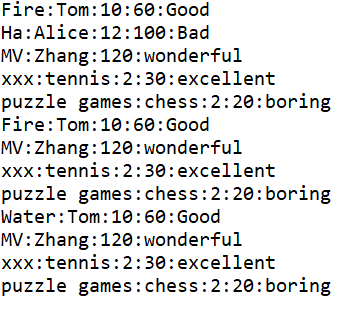 Fire:Tom:10:60:Good
Ha:Alice:12:100:Bad
MV:Zhang:120:wonderful
xxx:tennis:2:30:excellent
puzzle games:chess:2:20:boring
Fire:Tom:10:60:Good
MV:Zhang:120:wonderful
xxx:tennis:2:30:excellent
puzzle games:chess:2:20:boring
Water:Tom:10:60:Good
MV:Zhang:120:wonderful
xxx:tennis:2:30:excellent
puzzle games:chess:2:20:boring